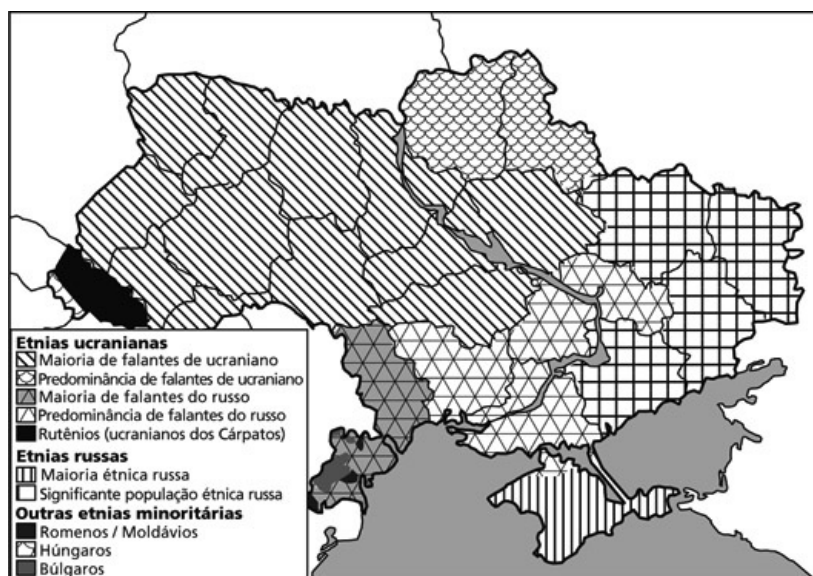 Etnias ucranianas
Maioria de falantes de ucraniano
Predominância de falantes de ucraniano
Maioria de falantes do russo
Predominância de falantes do russo
Rutênios (ucranianos dos Cárpatos)
Etnias russas
Maioria étnica russa
Significante população étnica russa
Outras etnias minoritárias
Romenos / Moldávios
Húngaros
Búlgaros